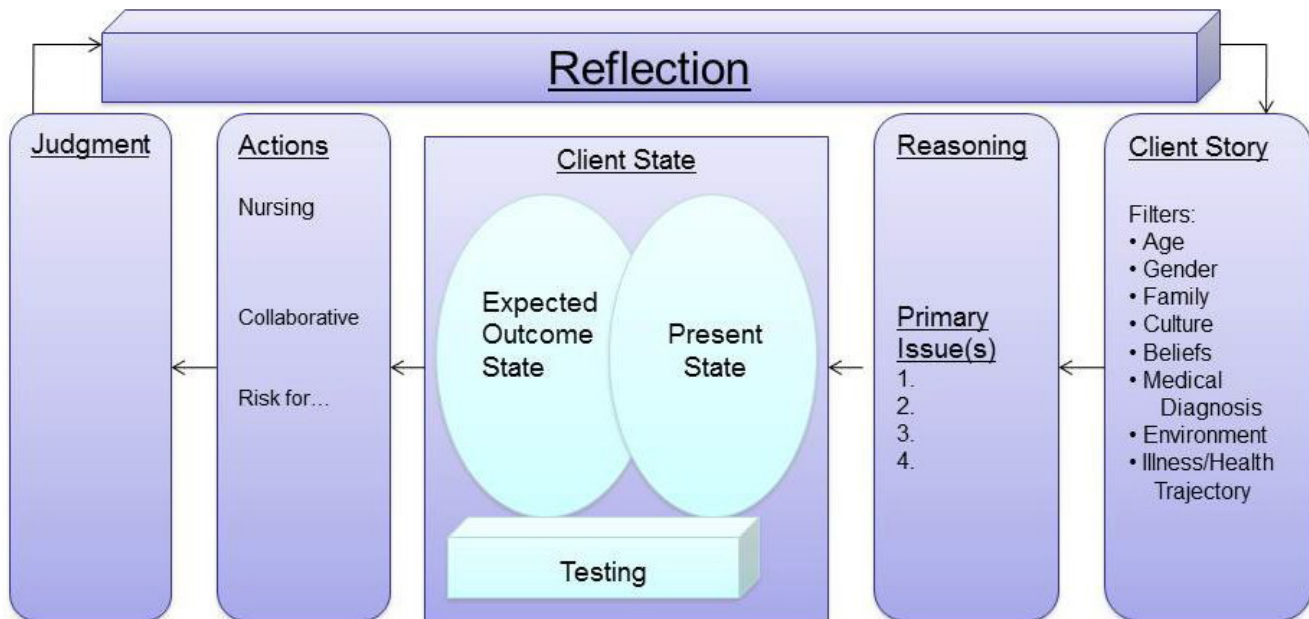 Reflection
Judgment
Actions
Nursing
Collaborative
Risk for…
Client State
Expected
Outcome
State
Present
State
Testing
Reasoning
Primary
Issue(s)
1.
2.
3.
4.
Client Story
Filters:
• Age
• Gender
• Family
• Culture
• Beliefs
• Medical
Diagnosis
• Environment
• Illness/Health
Trajectory